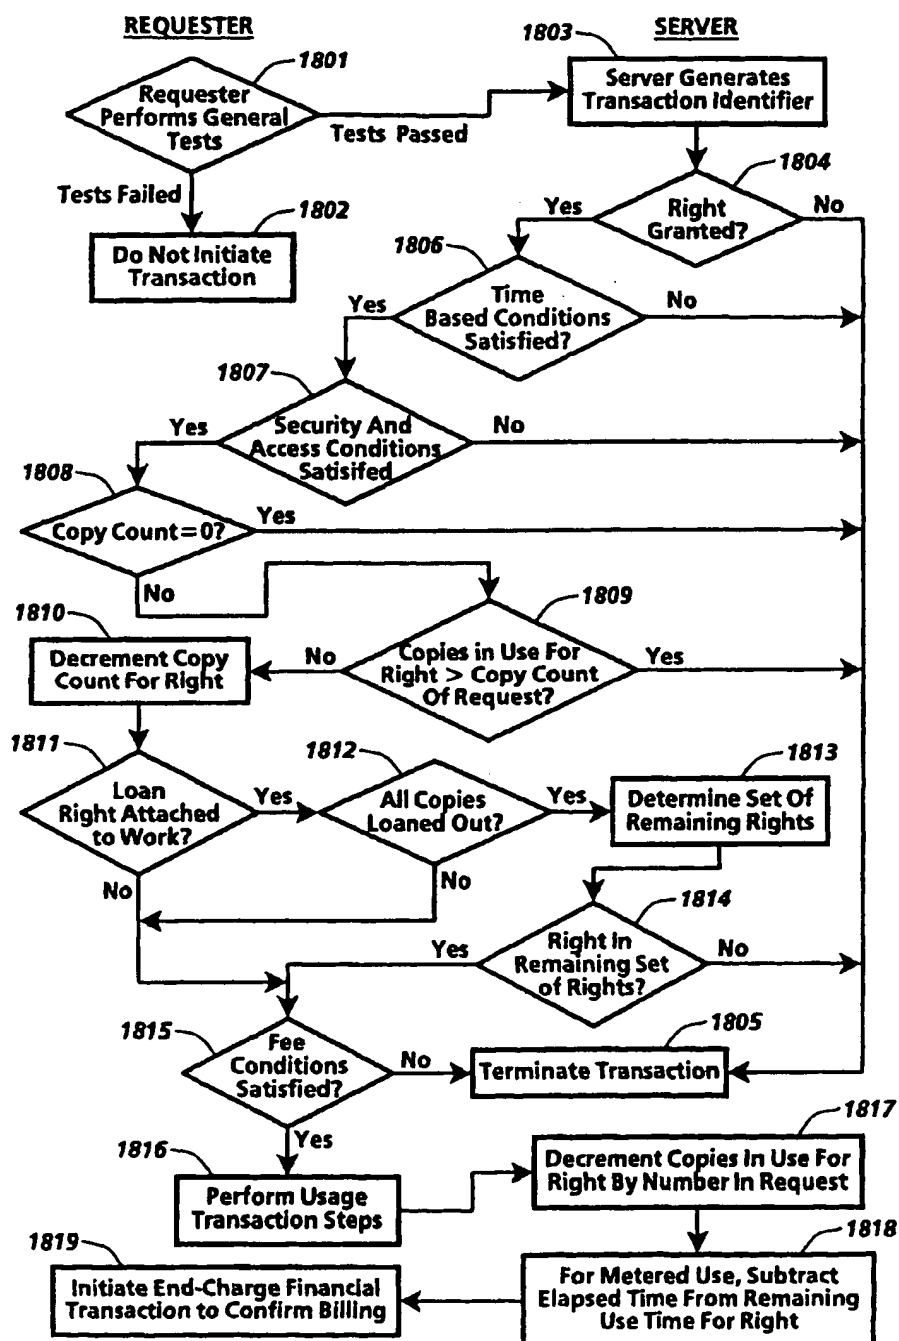 REQUESTER
SERVER
1801
1803
Requester
Performs General
Tests
Server Generates
Transaction Identifier
Tests Passed
Tests Failed
1802
1804
Do Not Initiate
Transaction
Right
Granted?
Yes
No
1806
Time
Based Conditions
Satisfied?
Yes
No
1807
Security And
Access Conditions
Satisifed
Yes
No
1808
Copy Count = 0?
Yes
No
1809
1810
Decrement Copy
Count For Right
No
Copies in Use For
Right > Copy Count
Of Request?
Yes
1811
1812
1813
Loan
Right Attached
to Work?
Yes
All Copies
Loaned Out?
Yes
Determine Set Of
Remaining Rights
No
No
1814
Yes
Right In
Remaining Set
of Rights?
No
1815
1805
Fee
Conditions
Satisfied?
No
Terminate Transaction
Yes
1816
1817
Perform Usage
Transaction Steps
Decrement Copies In Use For
Right By Number In Request
1819
1818
Initiate End-Charge Financial
Transaction to Confirm Billing
For Metered Use, Subtract
Elapsed Time From Remaining
Use Time For Right